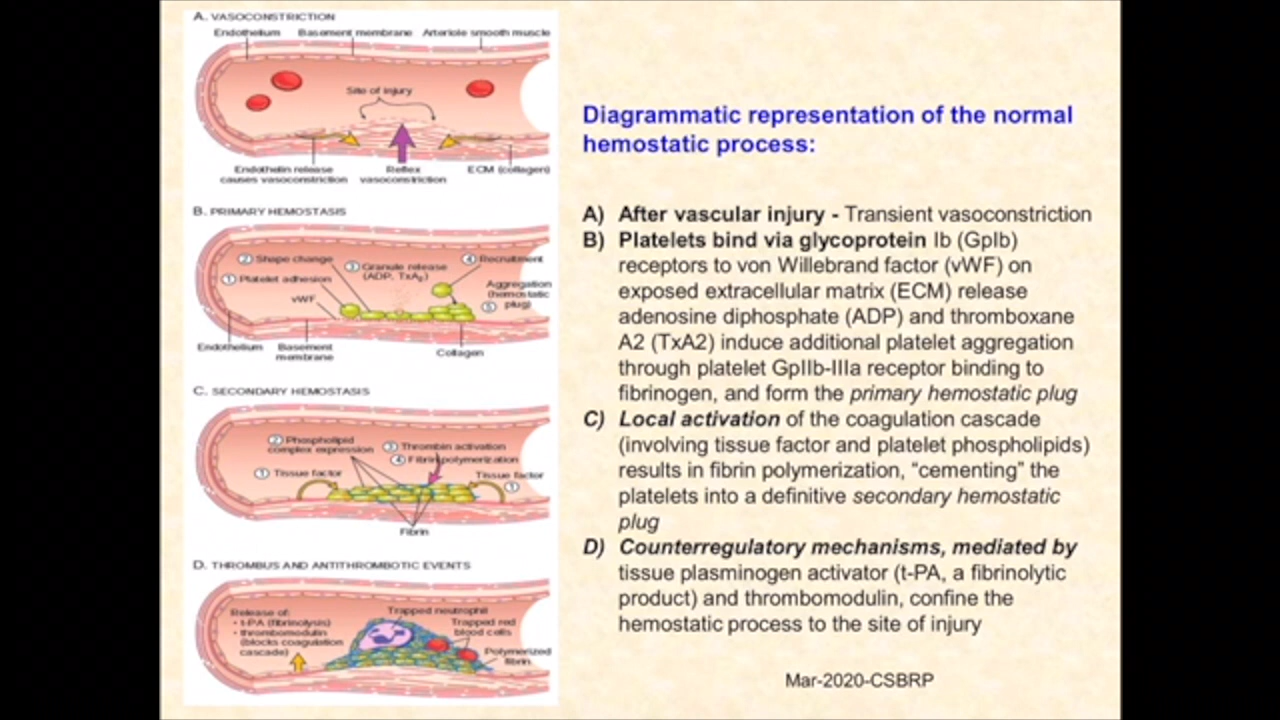 A. VASOCONSTRICTION
Endothelium Basement membrane Arteriole smooth muscle
Site of injury
Endothelin release
causes vasoconstriction
Reflex
vasoconstriction
ECM (collagen)
B. PRIMARY HEMOSTASIS
2 Shape change
3 Granule release
(ADP, TxA2)
4 Recruitment
1 Platelet adhesion
Aggregation
(hemostatic
plug)
5
vWF
Endothelium
Basement
membrane
Collagen
C. SECONDARY HEMOSTASIS
2 Phospholipid
complex expression
3 Thrombin activation
4 Fibrin polymerization
1 Tissue factor
Tissue factor
1
Fibrin
D. THROMBUS AND ANTITHROMBOTIC EVENTS
Release of:
• t-PA (fibrinolysis)
• thrombomodulin
(blocks coagulation
cascade)
Trapped neutrophil
Trapped red
blood cells
Polymerized
fibrin
Diagrammatic representation of the normal
hemostatic process:
A) After vascular injury - Transient vasoconstriction
B) Platelets bind via glycoprotein Ib (GpIb)
receptors to von Willebrand factor (vWF) on
exposed extracellular matrix (ECM) release
adenosine diphosphate (ADP) and thromboxane
A2 (TxA2) induce additional platelet aggregation
through platelet GpIIb-IIIa receptor binding to
fibrinogen, and form the primary hemostatic plug
C) Local activation of the coagulation cascade
(involving tissue factor and platelet phospholipids)
results in fibrin polymerization, “cementing” the
platelets into a definitive secondary hemostatic
plug
D) Counterregulatory mechanisms, mediated by
tissue plasminogen activator (t-PA, a fibrinolytic
product) and thrombomodulin, confine the
hemostatic process to the site of injury
Mar-2020-CSBRP